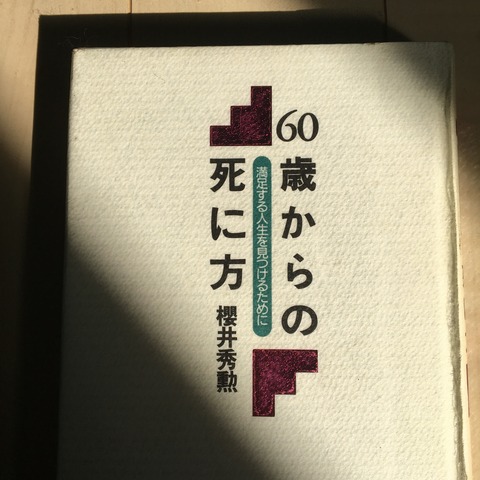 60歳からの
満足する人生を見つけるために
死に方
櫻井秀勲